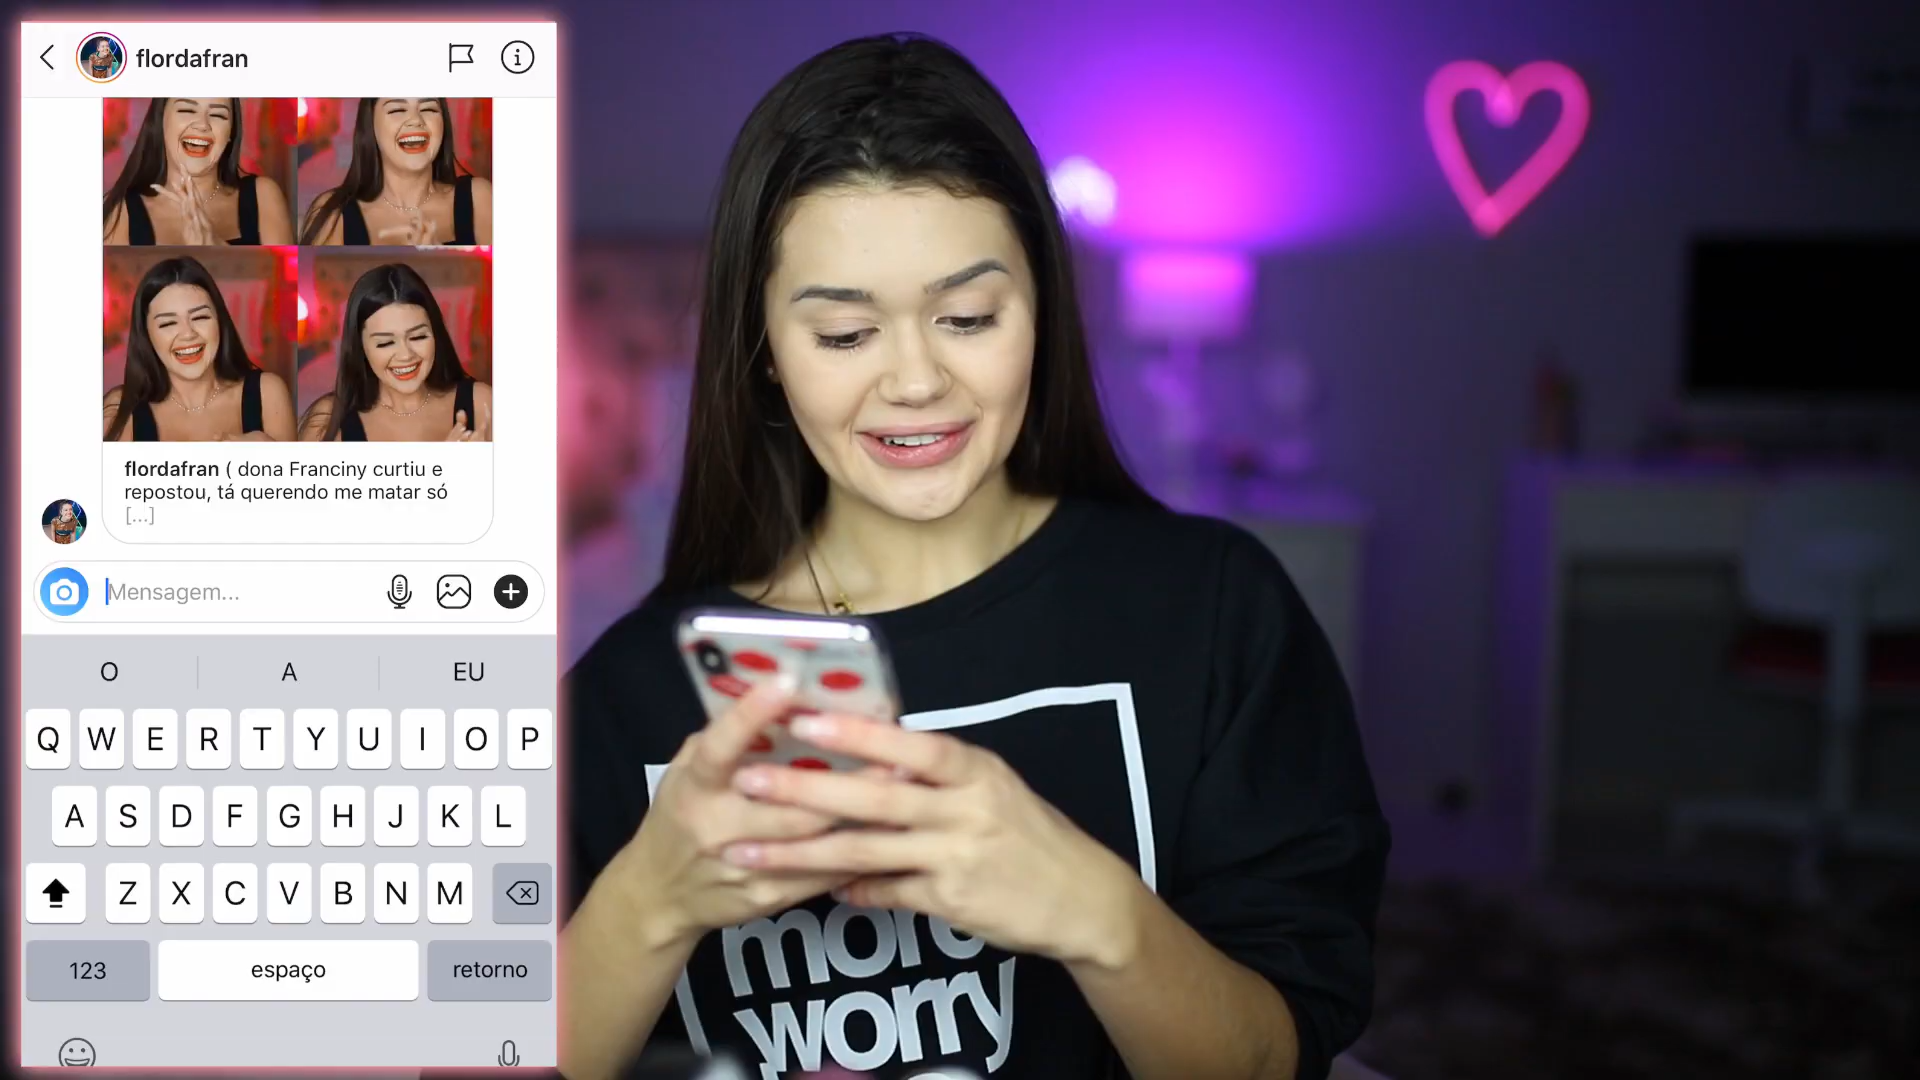 flordafran
flordafran ( dona Franciny curtiu e
repostou, tá querendo me matar só
[...]
Mensagem...
O A EU
Q W E R T Y U I O P
A S D F G H J K L
Z X C V B N M
123 espaço retorno
more
worry